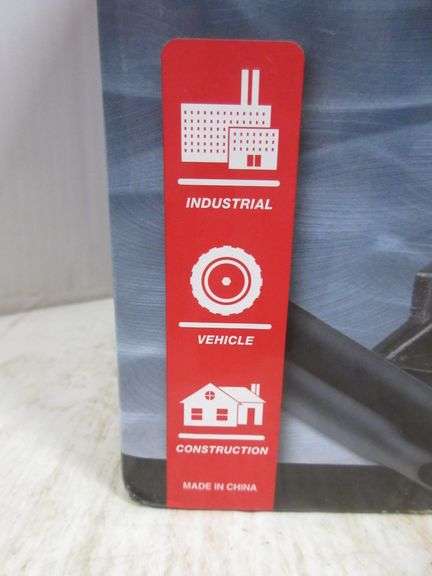 INDUSTRIAL
VEHICLE
CONSTRUCTION
MADE IN CHINA